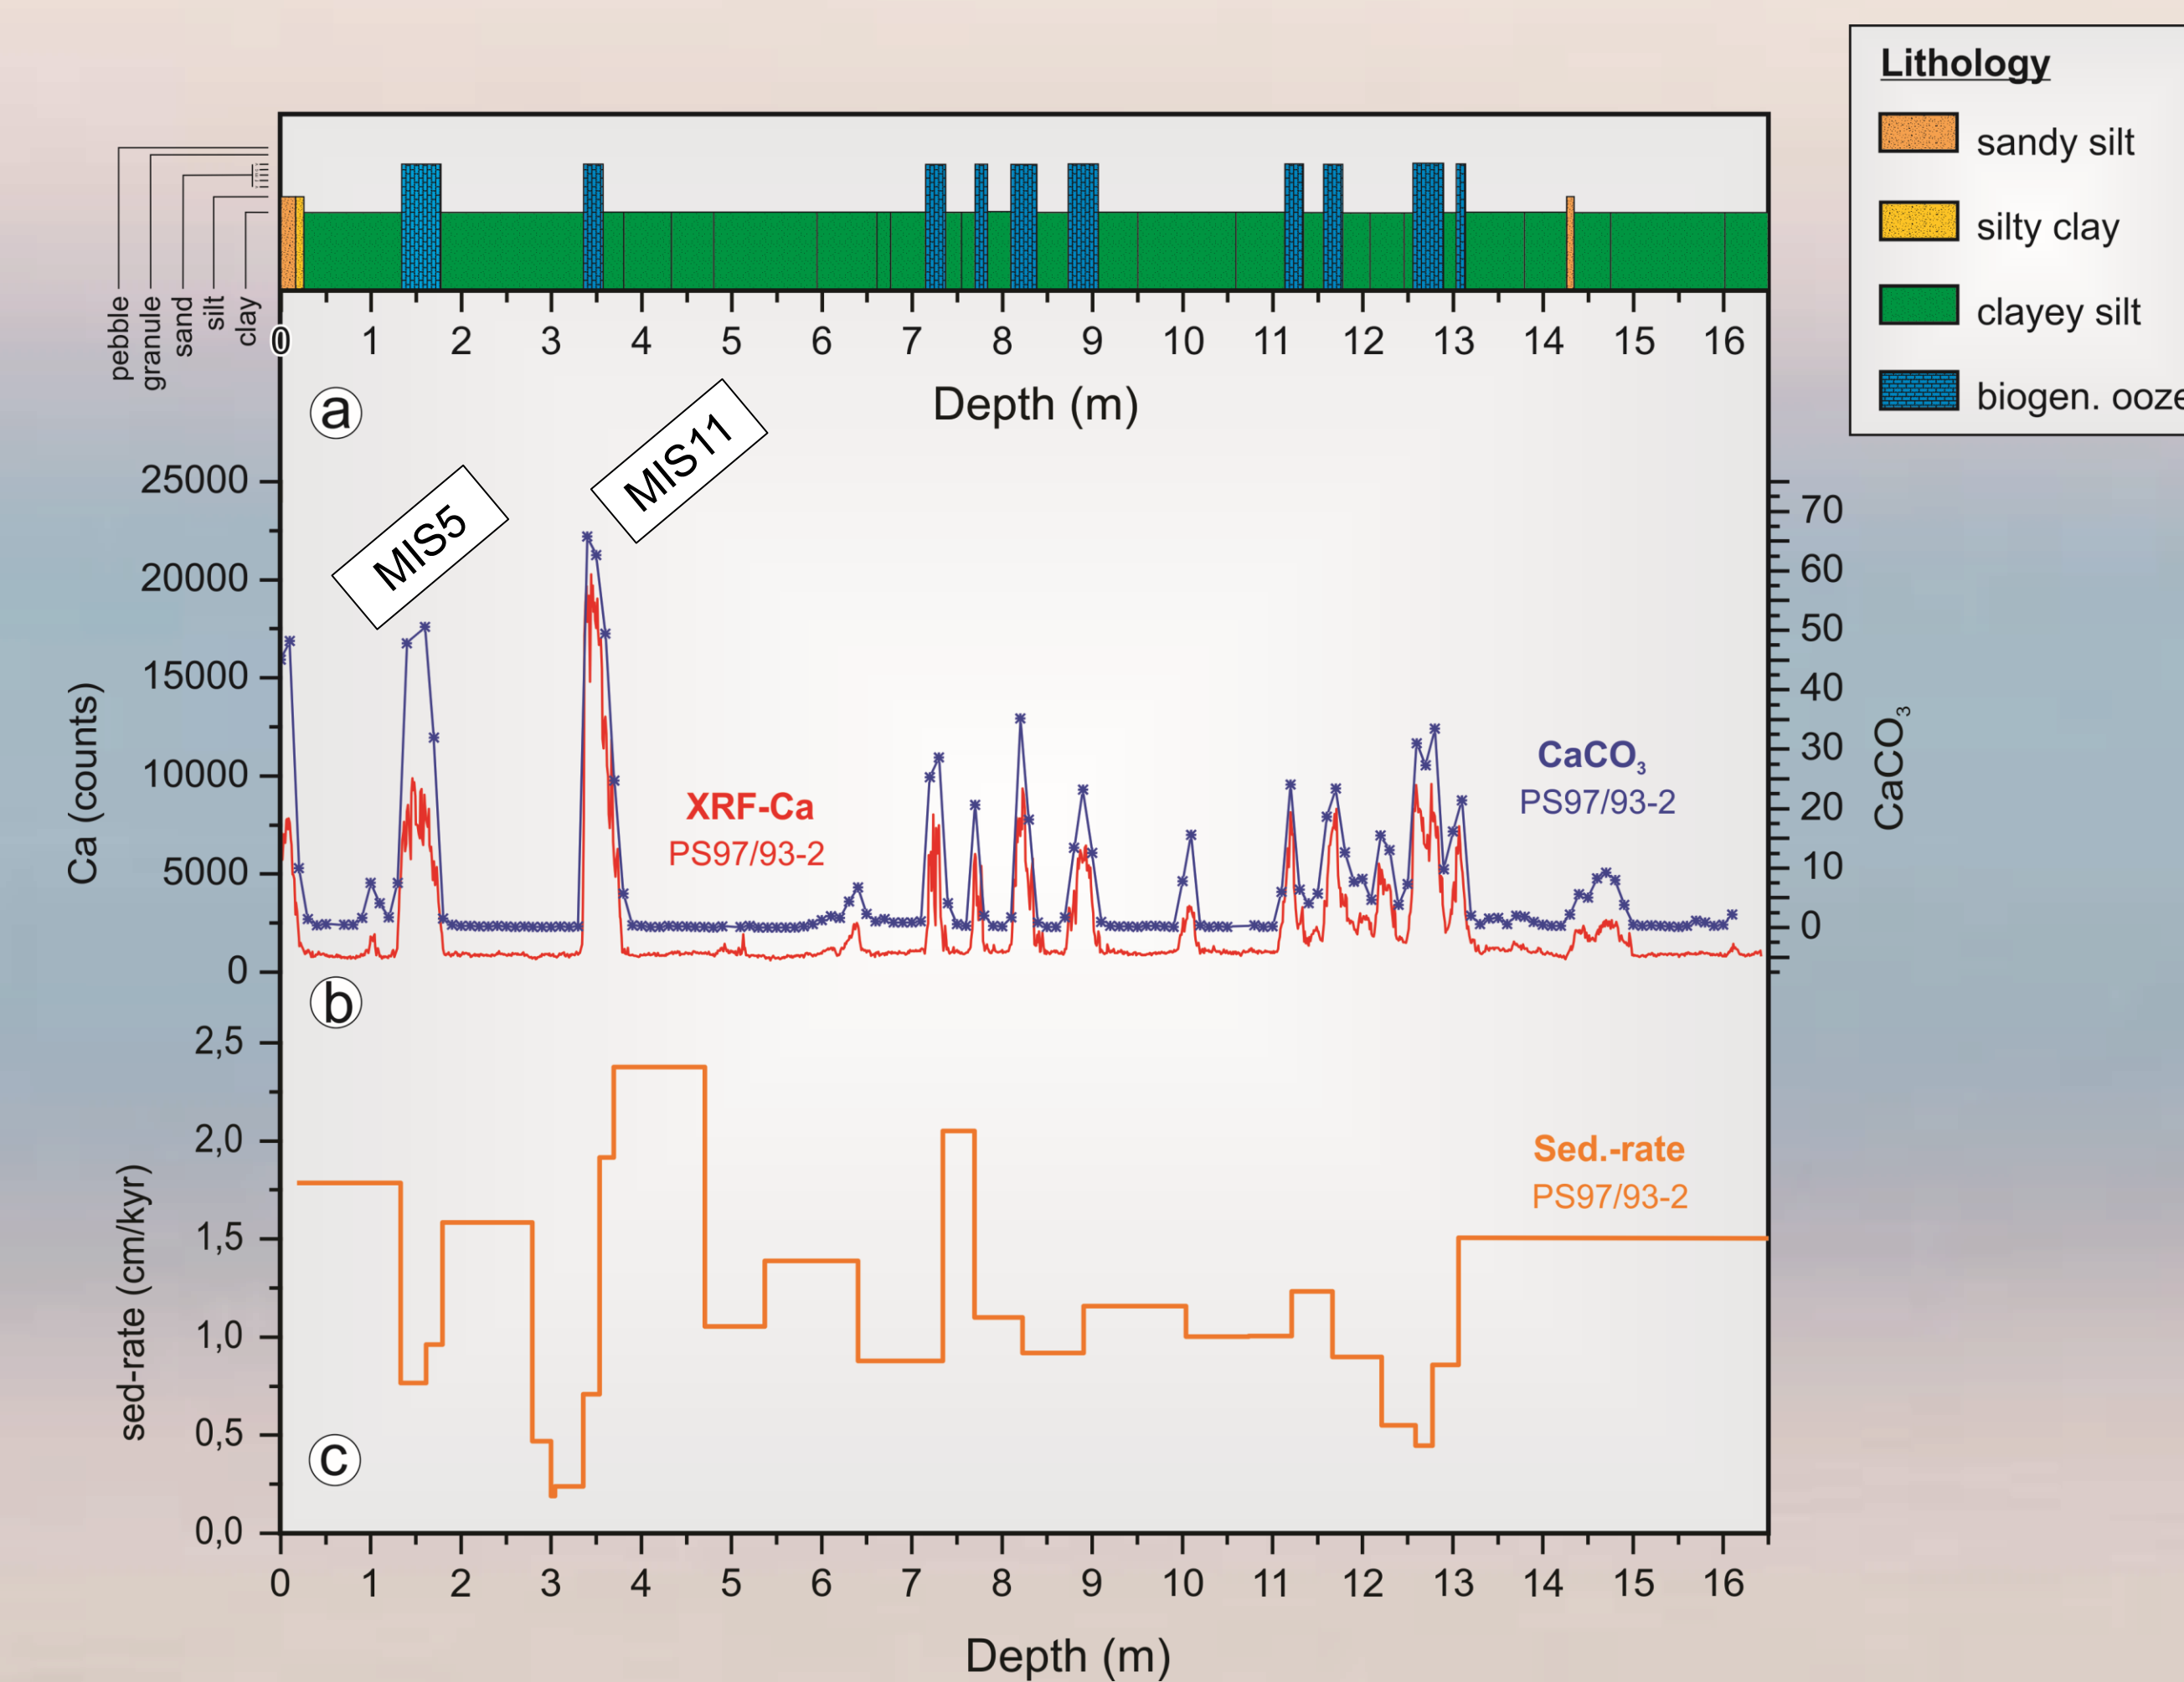 Lithology
sandy silt
silty clay
clayey silt
biogen. ooze
pebble
granule
sand
silt
clay
0 1 2 3 4 5 6 7 8 9 10 11 12 13 14 15 16
Depth (m)
a
MIS5
MIS11
25000
20000
15000
10000
5000
0
Ca (counts)
70
60
50
40
30
20
10
0
CaCO3
XRF-Ca
PS97/93-2
CaCO3
PS97/93-2
b
2,5
2,0
1,5
1,0
0,5
0,0
sed-rate (cm/kyr)
Sed.-rate
PS97/93-2
c
0 1 2 3 4 5 6 7 8 9 10 11 12 13 14 15 16
Depth (m)